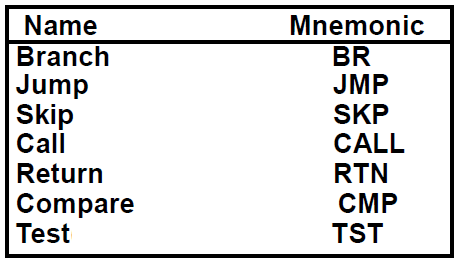 Name Mnemonic
Branch BR
Jump JMP
Skip SKP
Call CALL
Return RTN
Compare CMP
Test TST